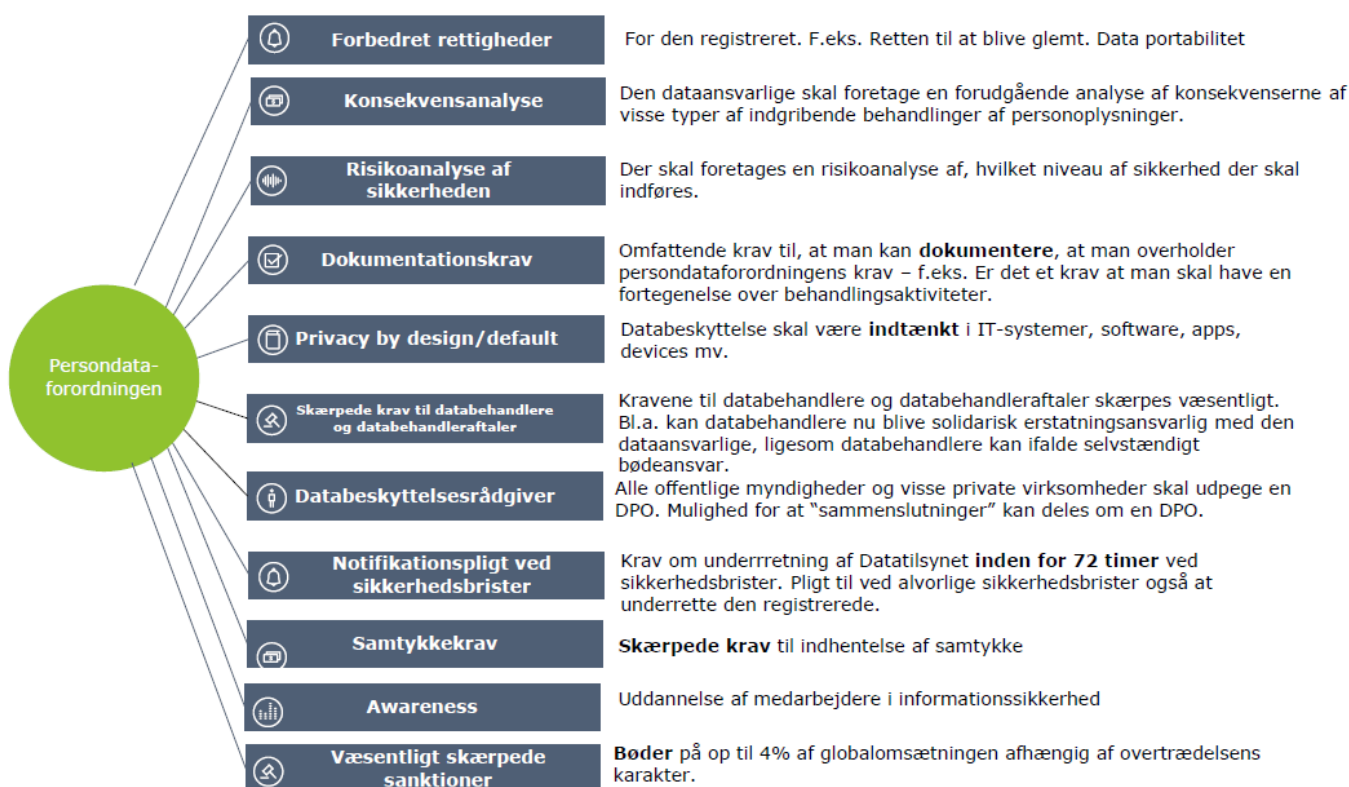 Forbedret rettigheder
For den registreret. F.eks. Retten til at blive glemt. Data portabilitet
Konsekvensanalyse
Den dataansvarlige skal foretage en forudgående analyse af konsekvenserne af
visse typer af indgribende behandlinger af personoplysninger.
Risikoanalyse af
sikkerheden
Der skal foretages en risikoanalyse af, hvilket niveau af sikkerhed der skal
indføres.
Dokumentationskrav
Omfattende krav til, at man kan dokumentere, at man overholder
persondataforordningens krav – f.eks. Er det et krav at man skal have en
fortegenelse over behandlingsaktiviteter.
Persondata-
forordningen
Privacy by design/default
Databeskyttelse skal være indtænkt i IT-systemer, software, apps,
devices mv.
Skærpede krav til databehandlere
og databehandleraftaler
Kravene til databehandlere og databehandleraftaler skærpes væsentligt.
Bl.a. kan databehandlere nu blive solidarisk erstatningsansvarlig med den
dataansvarlige, ligesom databehandlere kan ifalde selvstændigt
bødeansvar.
Databeskyttelsesrådgiver
Alle offentlige myndigheder og visse private virksomheder skal udpege en
DPO. Mulighed for at “sammenslutninger” kan deles om en DPO.
Notifikationspligt ved
sikkerhedsbrister
Krav om underrretning af Datatilsynet inden for 72 timer ved
sikkerhedsbrister. Pligt til ved alvorlige sikkerhedsbrister også at
underrette den registrerede.
Samtykkekrav
Skærpede krav til indhentelse af samtykke
Awareness
Uddannelse af medarbejdere i informationssikkerhed
Væsentligt skærpede
sanktioner
Bøder på op til 4% af globalomsætningen afhængig af overtrædelsens
karakter.